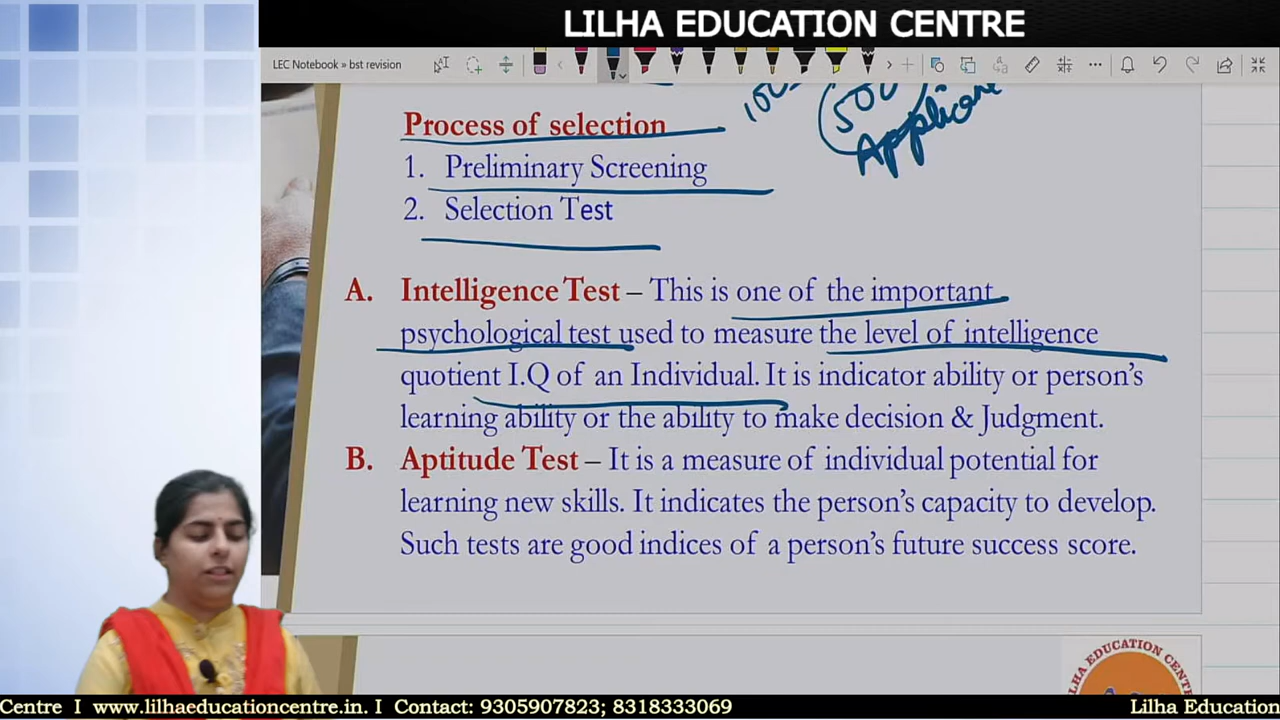 LILHA EDUCATION CENTRE
LEC Notebook » bst revision
Process of selection
1. Preliminary Screening
2. Selection Test
A. Intelligence Test – This is one of the important
psychological test used to measure the level of intelligence
quotient I.Q of an Individual. It is indicator ability or person's
learning ability or the ability to make decision & Judgment.
B. Aptitude Test – It is a measure of individual potential for
learning new skills. It indicates the person's capacity to develop.
Such tests are good indices of a person's future success score.
LHA EDUCATION CENTR
Centre I www.lilhaeducationcentre.in. I Contact: 9305907823; 8318333069
Lilha Education